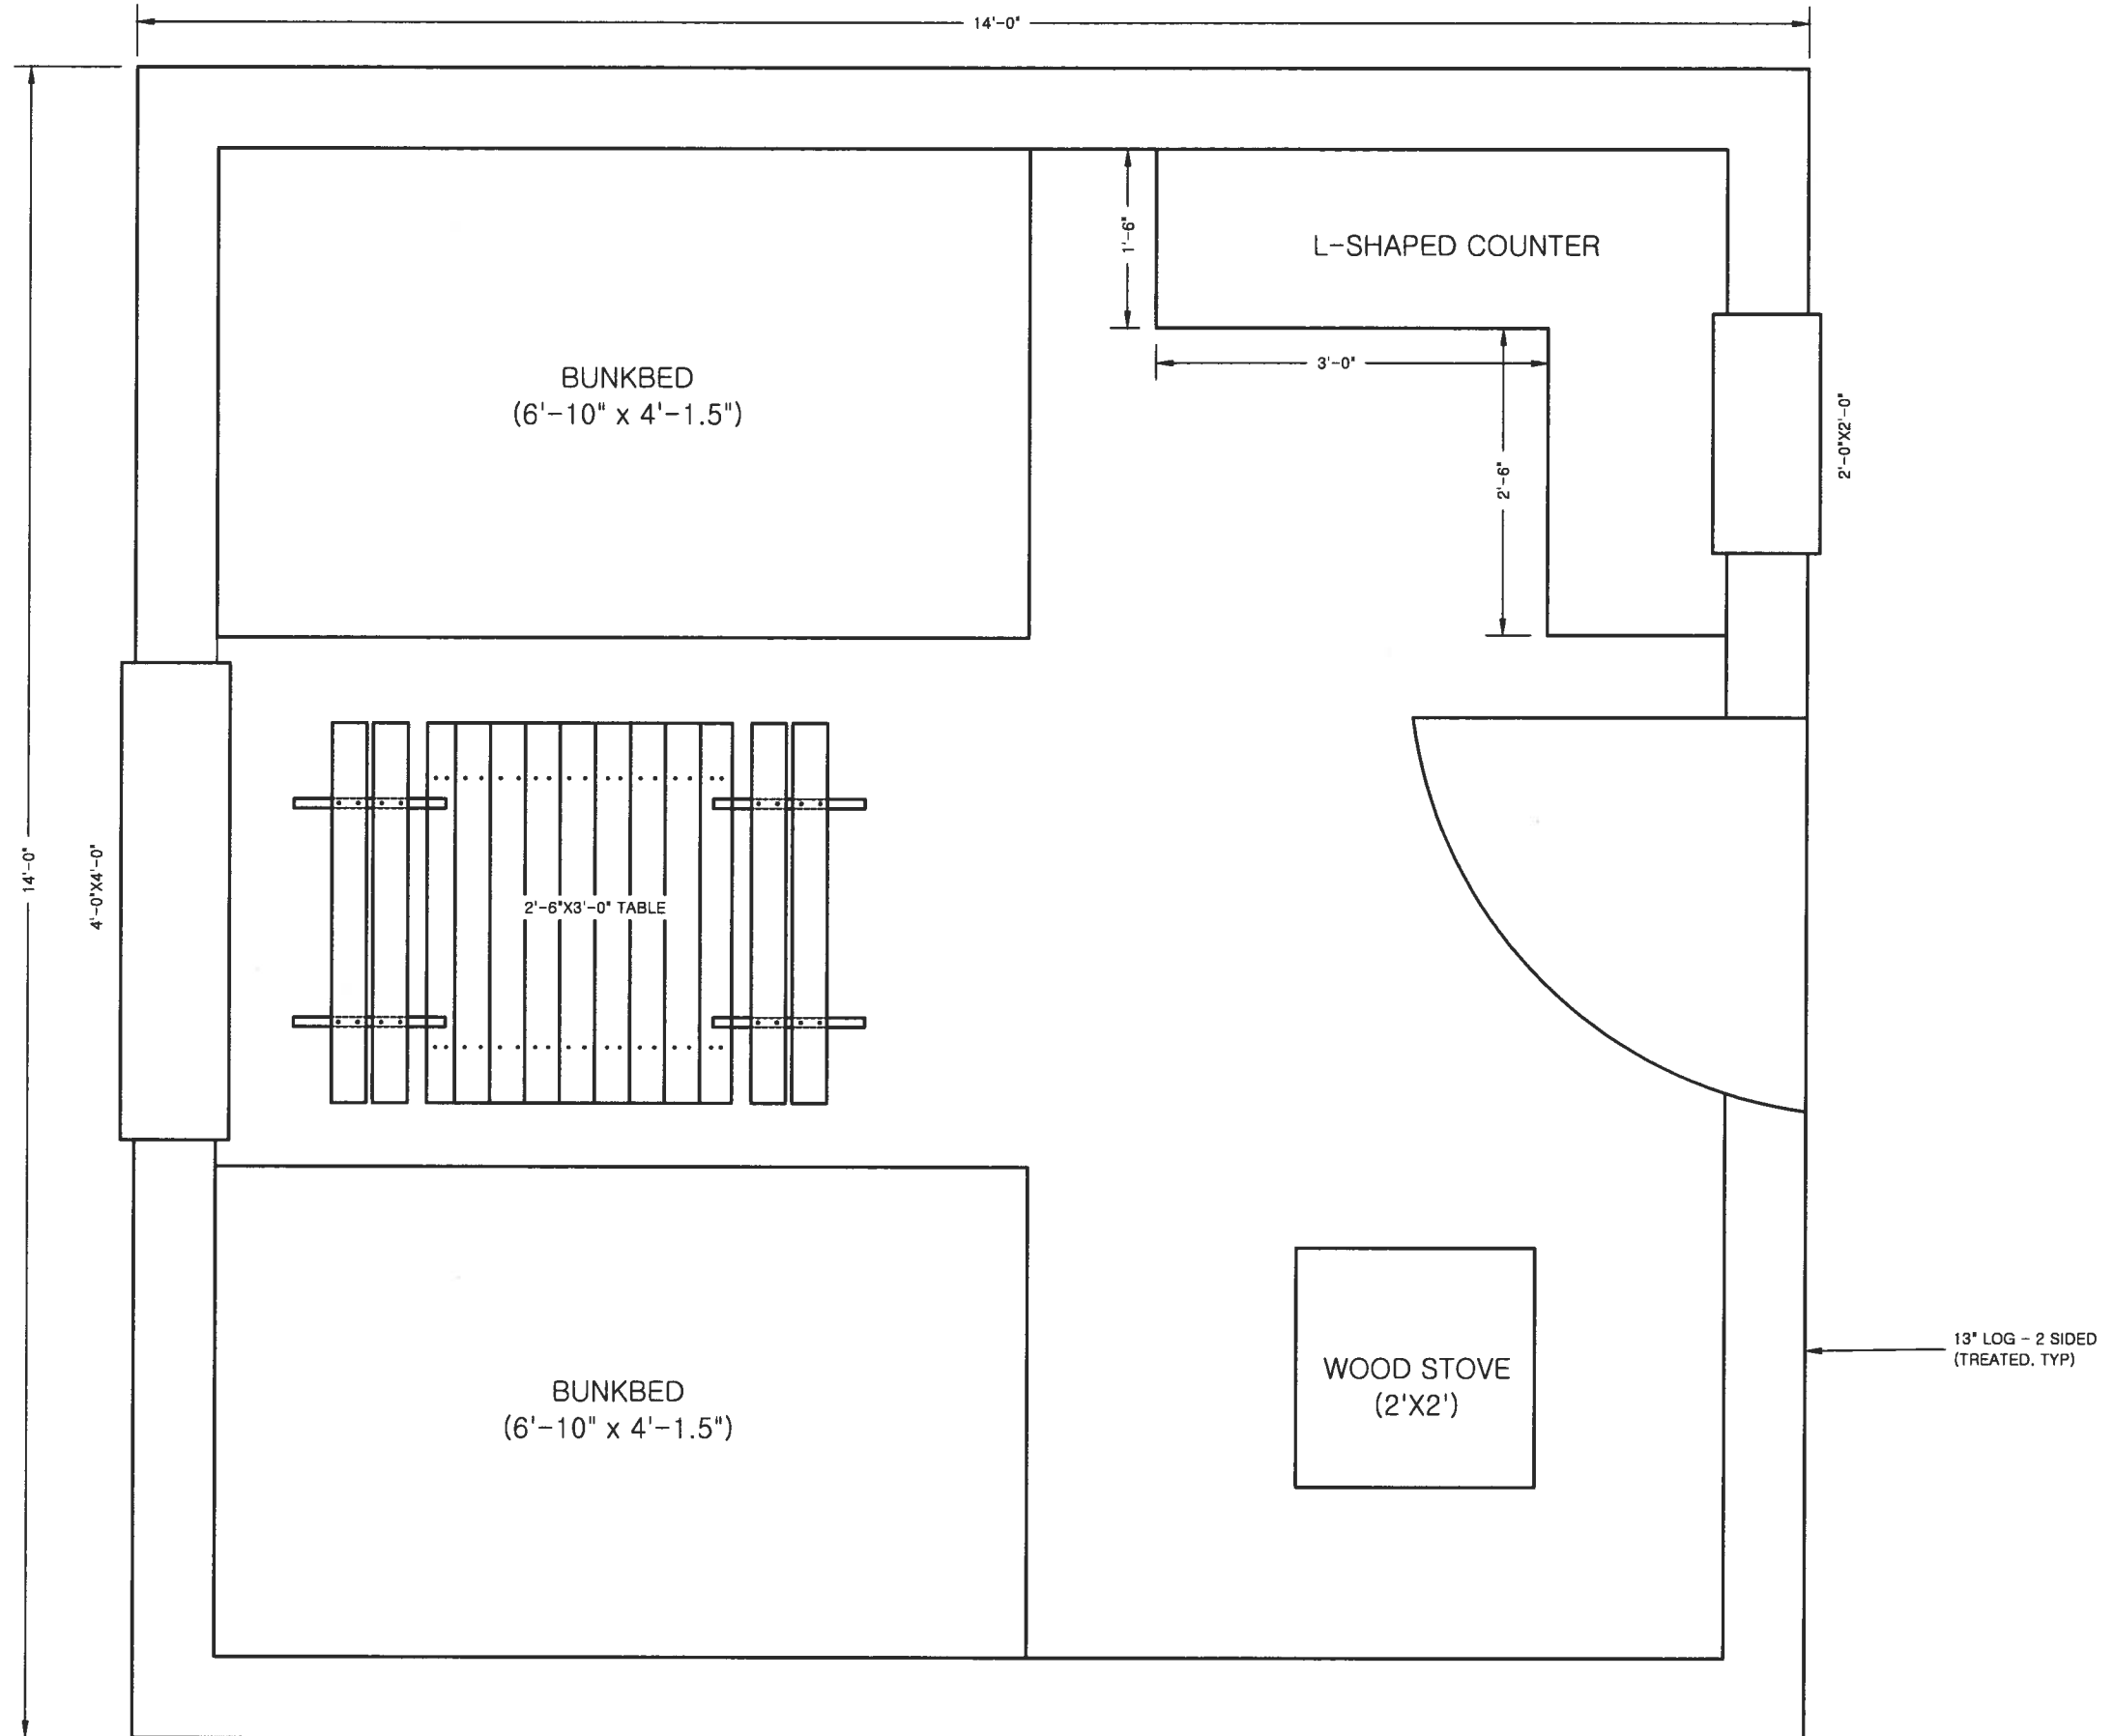 14'-0"
L-SHAPED COUNTER
1'-6"
3'-0"
BUNKBED
(6'-10" x 4'-1.5")
2'-6"
2'-0"X2'-0"
14'-0"
4'-0"X4'-0"
2'-6"X3'-0" TABLE
13" LOG - 2 SIDED
(TREATED. TYP)
WOOD STOVE
(2'X2')
BUNKBED
(6'-10" x 4'-1.5")